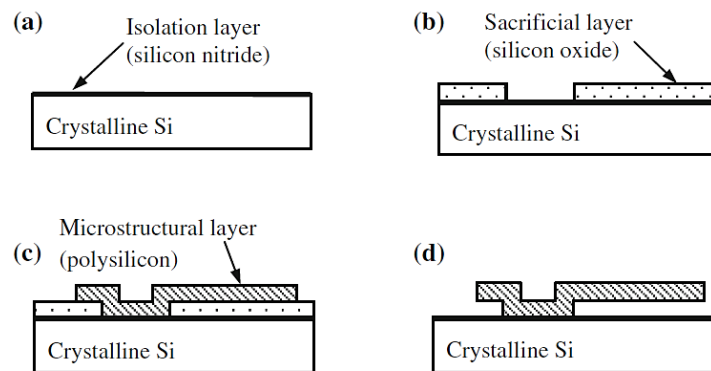 (a)
Isolation layer
(silicon nitride)
Crystalline Si
(b)
Sacrificial layer
(silicon oxide)
Crystalline Si
(c)
Microstructural layer
(polysilicon)
Crystalline Si
(d)
Crystalline Si